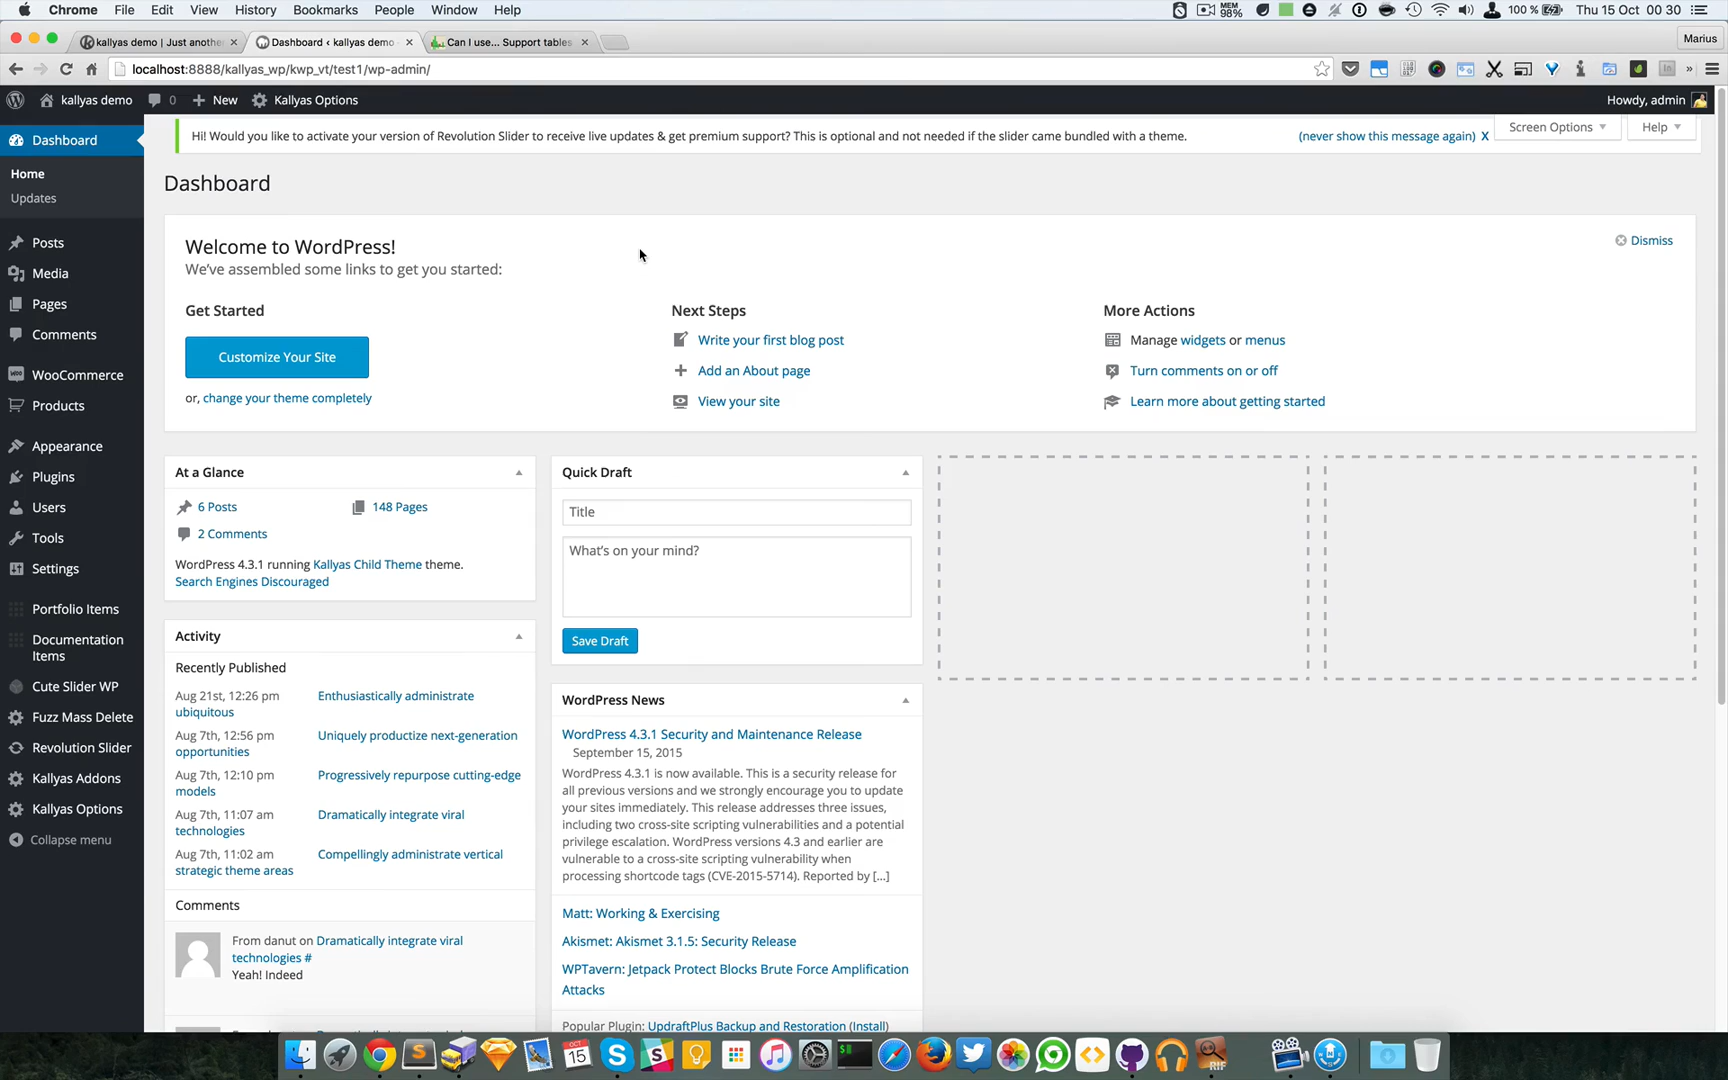 Chrome File Edit View History Bookmarks People Window Help MEM 98% 100 % Thu 15 Oct 00 30
kallyas demo | Just anothe Dashboard ‹ kallyas demo Can I use... Support tables Marius
localhost:8888/kallyas_wp/kwp_vt/test1/wp-admin/
kallyas demo 0 New Kallyas Options Howdy, admin
Dashboard
Home
Updates
Posts
Media
Pages
Comments
WooCommerce
Products
Appearance
Plugins
Users
Tools
Settings
Portfolio Items
Documentation
Items
Cute Slider WP
Fuzz Mass Delete
Revolution Slider
Kallyas Addons
Kallyas Options
Collapse menu
Hi! Would you like to activate your version of Revolution Slider to receive live updates & get premium support? This is optional and not needed if the slider came bundled with a theme. (never show this message again) X
Screen Options Help
Dashboard
Welcome to WordPress!
We've assembled some links to get you started:
Dismiss
Get Started
Customize Your Site
or, change your theme completely
Next Steps
Write your first blog post
Add an About page
View your site
More Actions
Manage widgets or menus
Turn comments on or off
Learn more about getting started
At a Glance
6 Posts 148 Pages
2 Comments
WordPress 4.3.1 running Kallyas Child Theme theme.
Search Engines Discouraged
Activity
Recently Published
Aug 21st, 12:26 pm Enthusiastically administrate
ubiquitous
Aug 7th, 12:56 pm Uniquely productize next-generation
opportunities
Aug 7th, 12:10 pm Progressively repurpose cutting-edge
models
Aug 7th, 11:07 am Dramatically integrate viral
technologies
Aug 7th, 11:02 am Compellingly administrate vertical
strategic theme areas
Comments
From danut on Dramatically integrate viral
technologies #
Yeah! Indeed
Quick Draft
Title
What's on your mind?
Save Draft
WordPress News
WordPress 4.3.1 Security and Maintenance Release
September 15, 2015
WordPress 4.3.1 is now available. This is a security release for
all previous versions and we strongly encourage you to update
your sites immediately. This release addresses three issues,
including two cross-site scripting vulnerabilities and a potential
privilege escalation. WordPress versions 4.3 and earlier are
vulnerable to a cross-site scripting vulnerability when
processing shortcode tags (CVE-2015-5714). Reported by [...]
Matt: Working & Exercising
Akismet: Akismet 3.1.5: Security Release
WPTavern: Jetpack Protect Blocks Brute Force Amplification
Attacks
Popular Plugin: UpdraftPlus Backup and Restoration (Install)
OCT
15
RIF